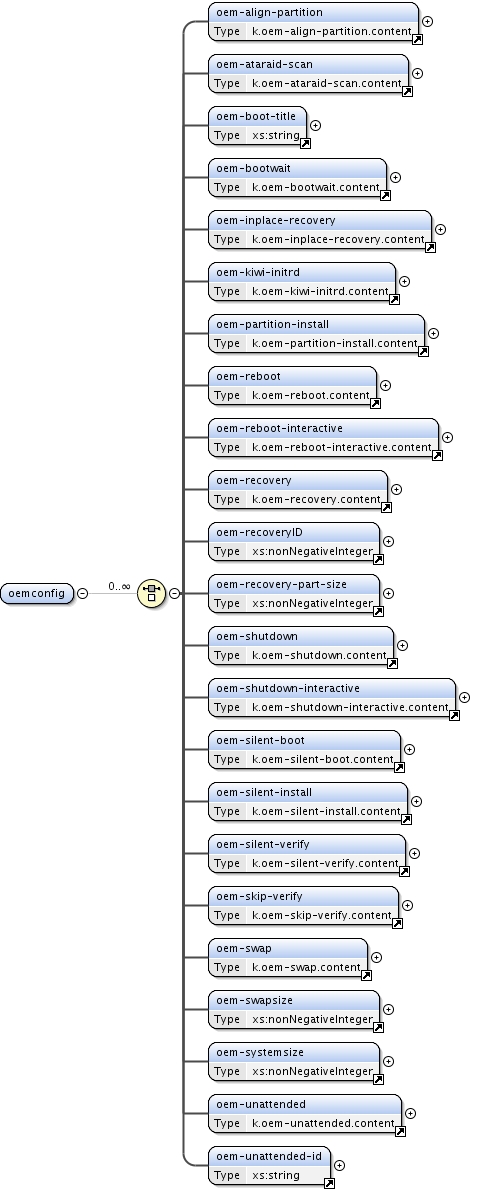 oem-align-partition
Type k.oem-align-partition.content
oem-ataraid-scan
Type k.oem-ataraid-scan.content
oem-boot-title
Type xs:string
oem-bootwait
Type k.oem-bootwait.content
oem-inplace-recovery
Type k.oem-inplace-recovery.content
oem-kiwi-initrd
Type k.oem-kiwi-initrd.content
oem-partition-install
Type k.oem-partition-install.content
oem-reboot
Type k.oem-reboot.content
oem-reboot-interactive
Type k.oem-reboot-interactive.content
oem-recovery
Type k.oem-recovery.content
oem-recoveryID
Type xs:nonNegativeInteger
oemconfig
0..∞
oem-recovery-part-size
Type xs:nonNegativeInteger
oem-shutdown
Type k.oem-shutdown.content
oem-shutdown-interactive
Type k.oem-shutdown-interactive.content
oem-silent-boot
Type k.oem-silent-boot.content
oem-silent-install
Type k.oem-silent-install.content
oem-silent-verify
Type k.oem-silent-verify.content
oem-skip-verify
Type k.oem-skip-verify.content
oem-swap
Type k.oem-swap.content
oem-swapsize
Type xs:nonNegativeInteger
oem-systemsize
Type xs:nonNegativeInteger
oem-unattended
Type k.oem-unattended.content
oem-unattended-id
Type xs:string